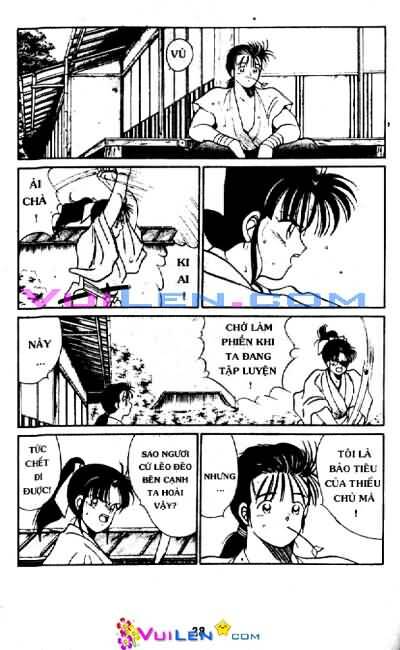 VÚ
ÁI
CHÀ
!
KI
AI
!
VUILEN.COM
NÀY
...
CHỚ LÀM
PHIỀN KHI
TA ĐANG
TẬP LUYỆN
!
TỨC
CHẾT
ĐI
ĐƯỢC!
SAO NGƯƠI
CỨ LẼO ĐẼO
BÊN CẠNH
TA HOÀI
VẬY?
NHƯNG
...
TÔI LÀ
BẢO TIÊU
CỦA THIẾU
CHỦ MÀ
!
28
VUILEN.COM